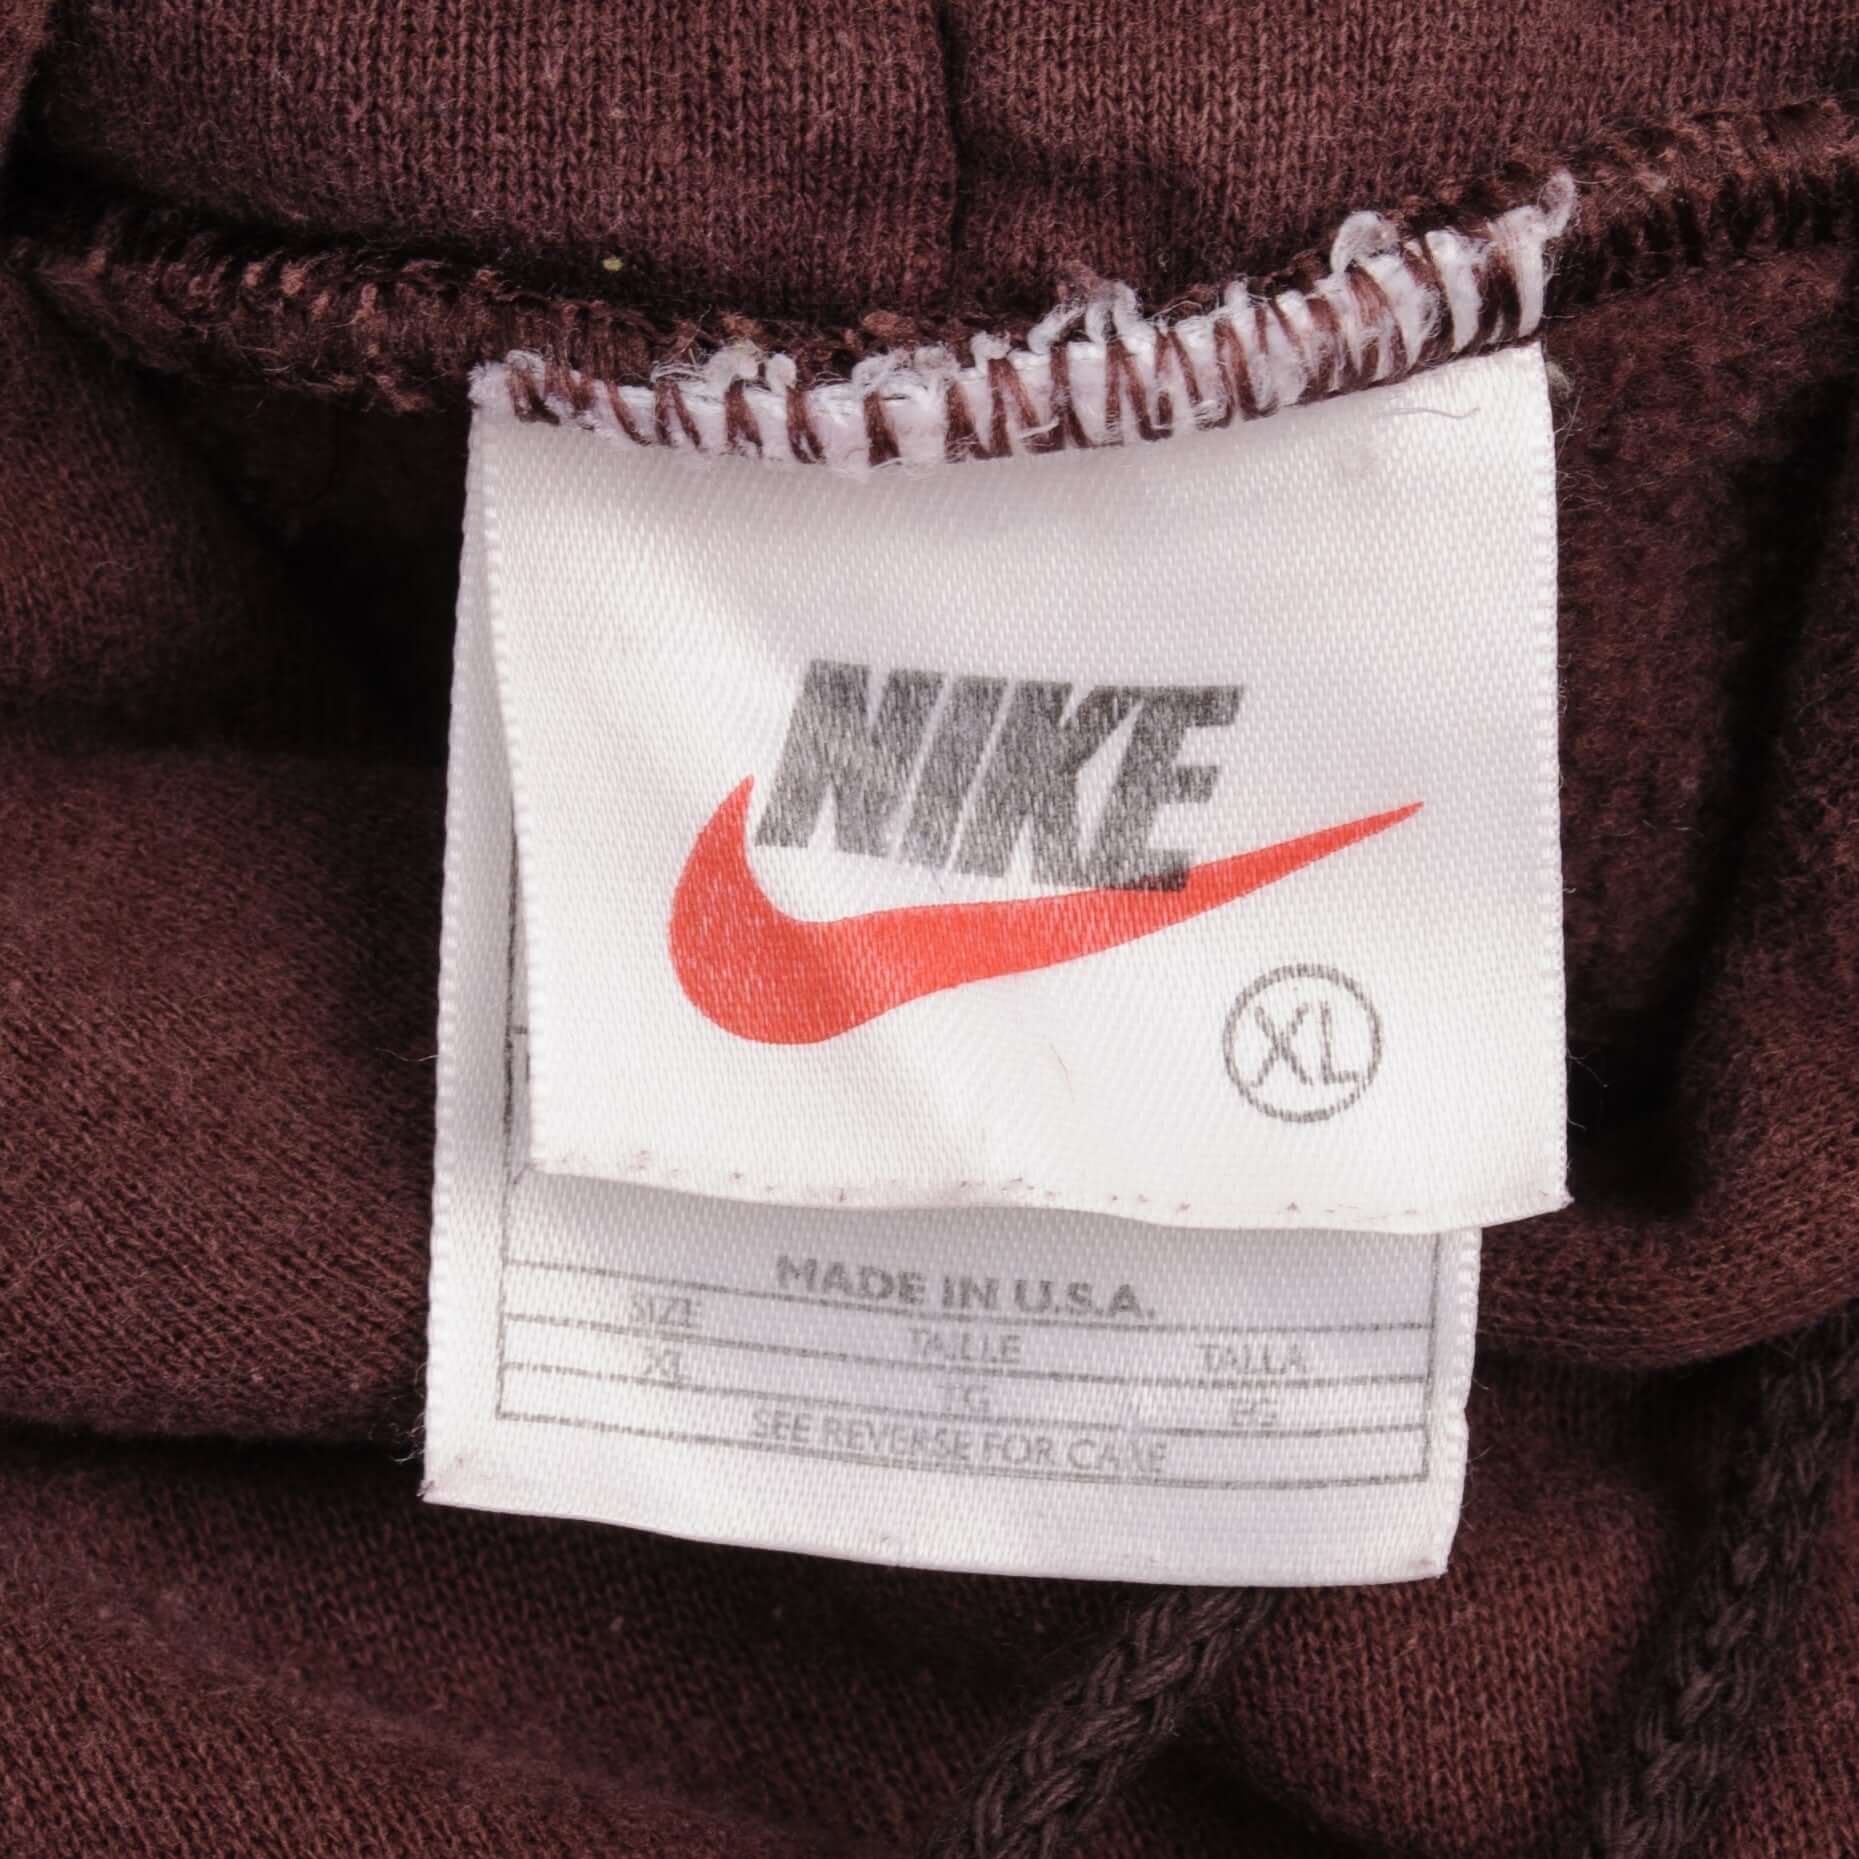 NIKE
XL
MADE IN U.S.A.
SIZE TAILLE TALLA
XL TG EG
SEE REVERSE FOR CARE